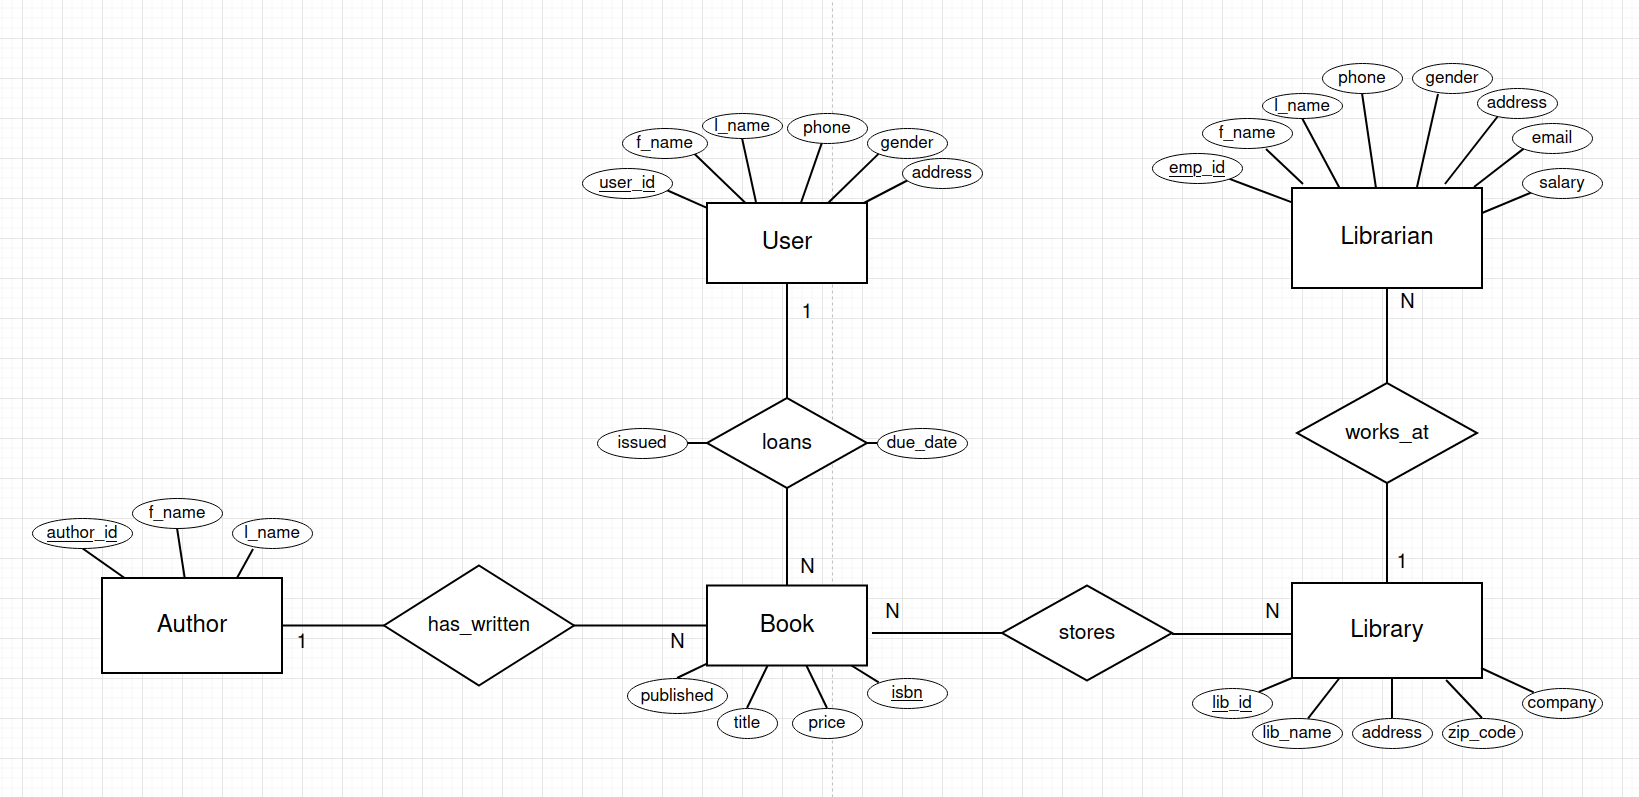 phone
gender
l_name
address
f_name
email
emp_id
salary
Librarian
N
l_name
phone
f_name
gender
user_id
address
User
1
issued
loans
due_date
works_at
author_id
f_name
l_name
N
1
Author
1
has_written
N
Book
N
stores
N
Library
published
title
price
isbn
lib_id
lib_name
address
zip_code
company